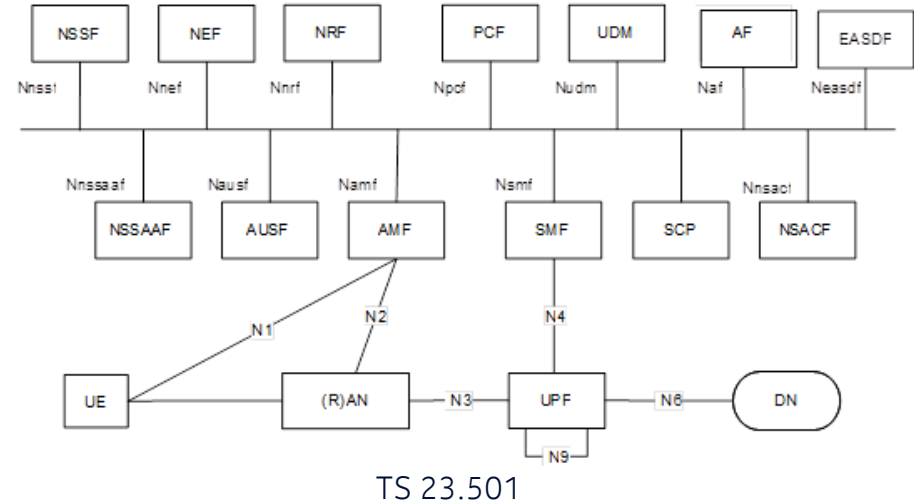 NSSF NEF NRF PCF UDM AF EASDF
Nnssf Nnef Nnrf Npcf Nudm Naf Neasdf
Nnssaaf Nausf Namf Nsmf Nnsacf
NSSAAF AUSF AMF SMF SCP NSACF
N1 N2 N4
UE (R)AN N3 UPF N6 DN
N9
TS 23.501